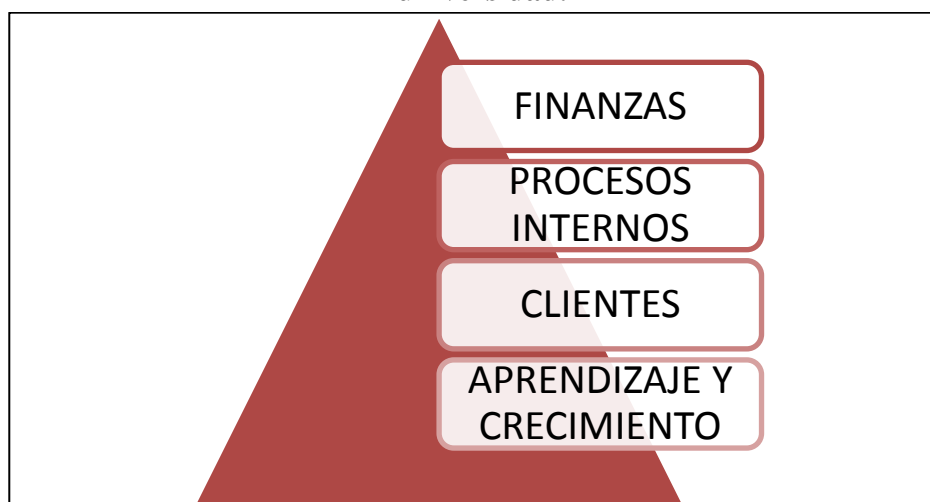 FINANZAS
PROCESOS
INTERNOS
CLIENTES
APRENDIZAJE Y
CRECIMIENTO